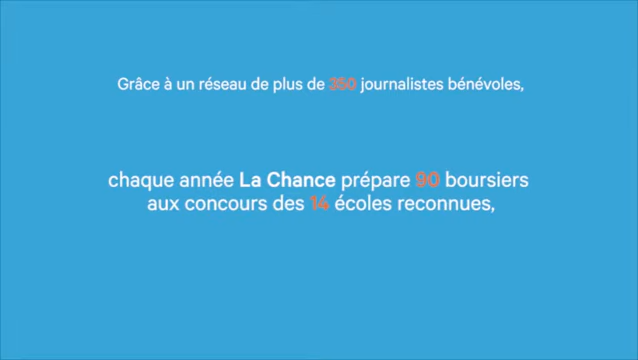 Grâce à un réseau de plus de 350 journalistes bénévoles,
chaque année La Chance prépare 90 boursiers
aux concours des 14 écoles reconnues,